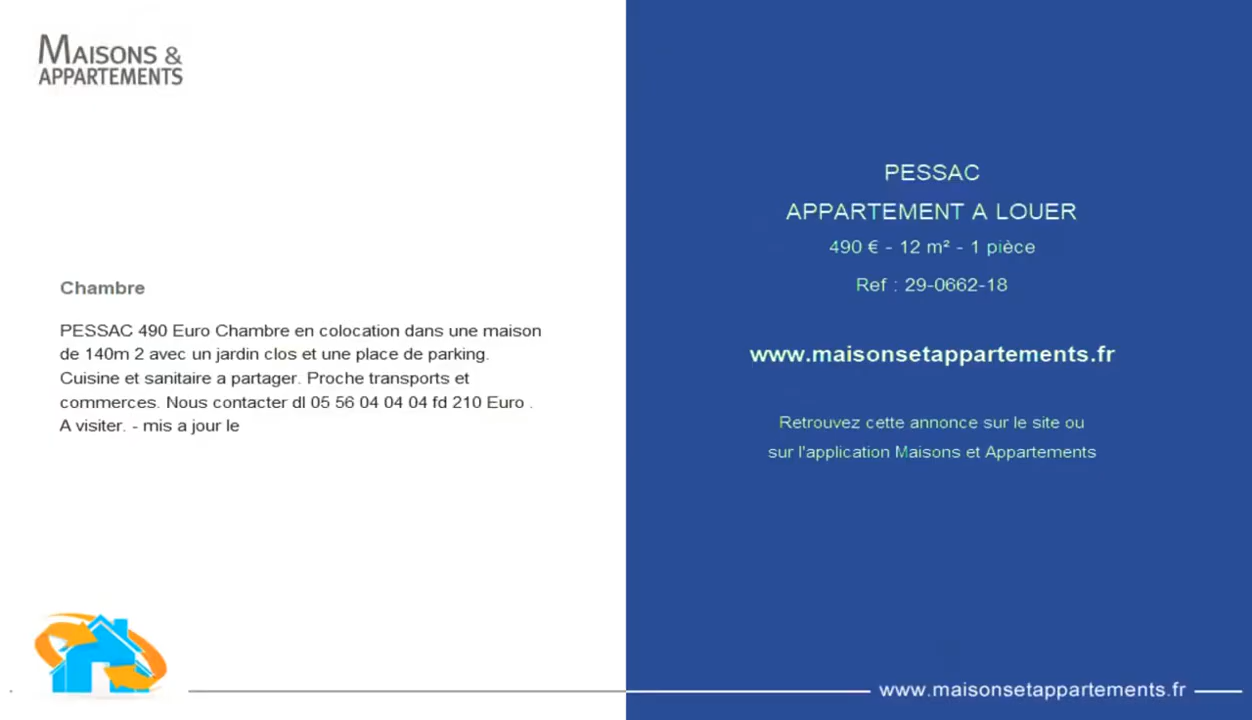 MAISONS &
APPARTEMENTS
Chambre
PESSAC 490 Euro Chambre en colocation dans une maison
de 140m 2 avec un jardin clos et une place de parking.
Cuisine et sanitaire a partager. Proche transports et
commerces. Nous contacter dl 05 56 04 04 04 fd 210 Euro .
A visiter. - mis a jour le
PESSAC
APPARTEMENT A LOUER
490 € - 12 m² - 1 pièce
Ref : 29-0662-18
www.maisonsetappartements.fr
Retrouvez cette annonce sur le site ou
sur l'application Maisons et Appartements
www.maisonsetappartements.fr